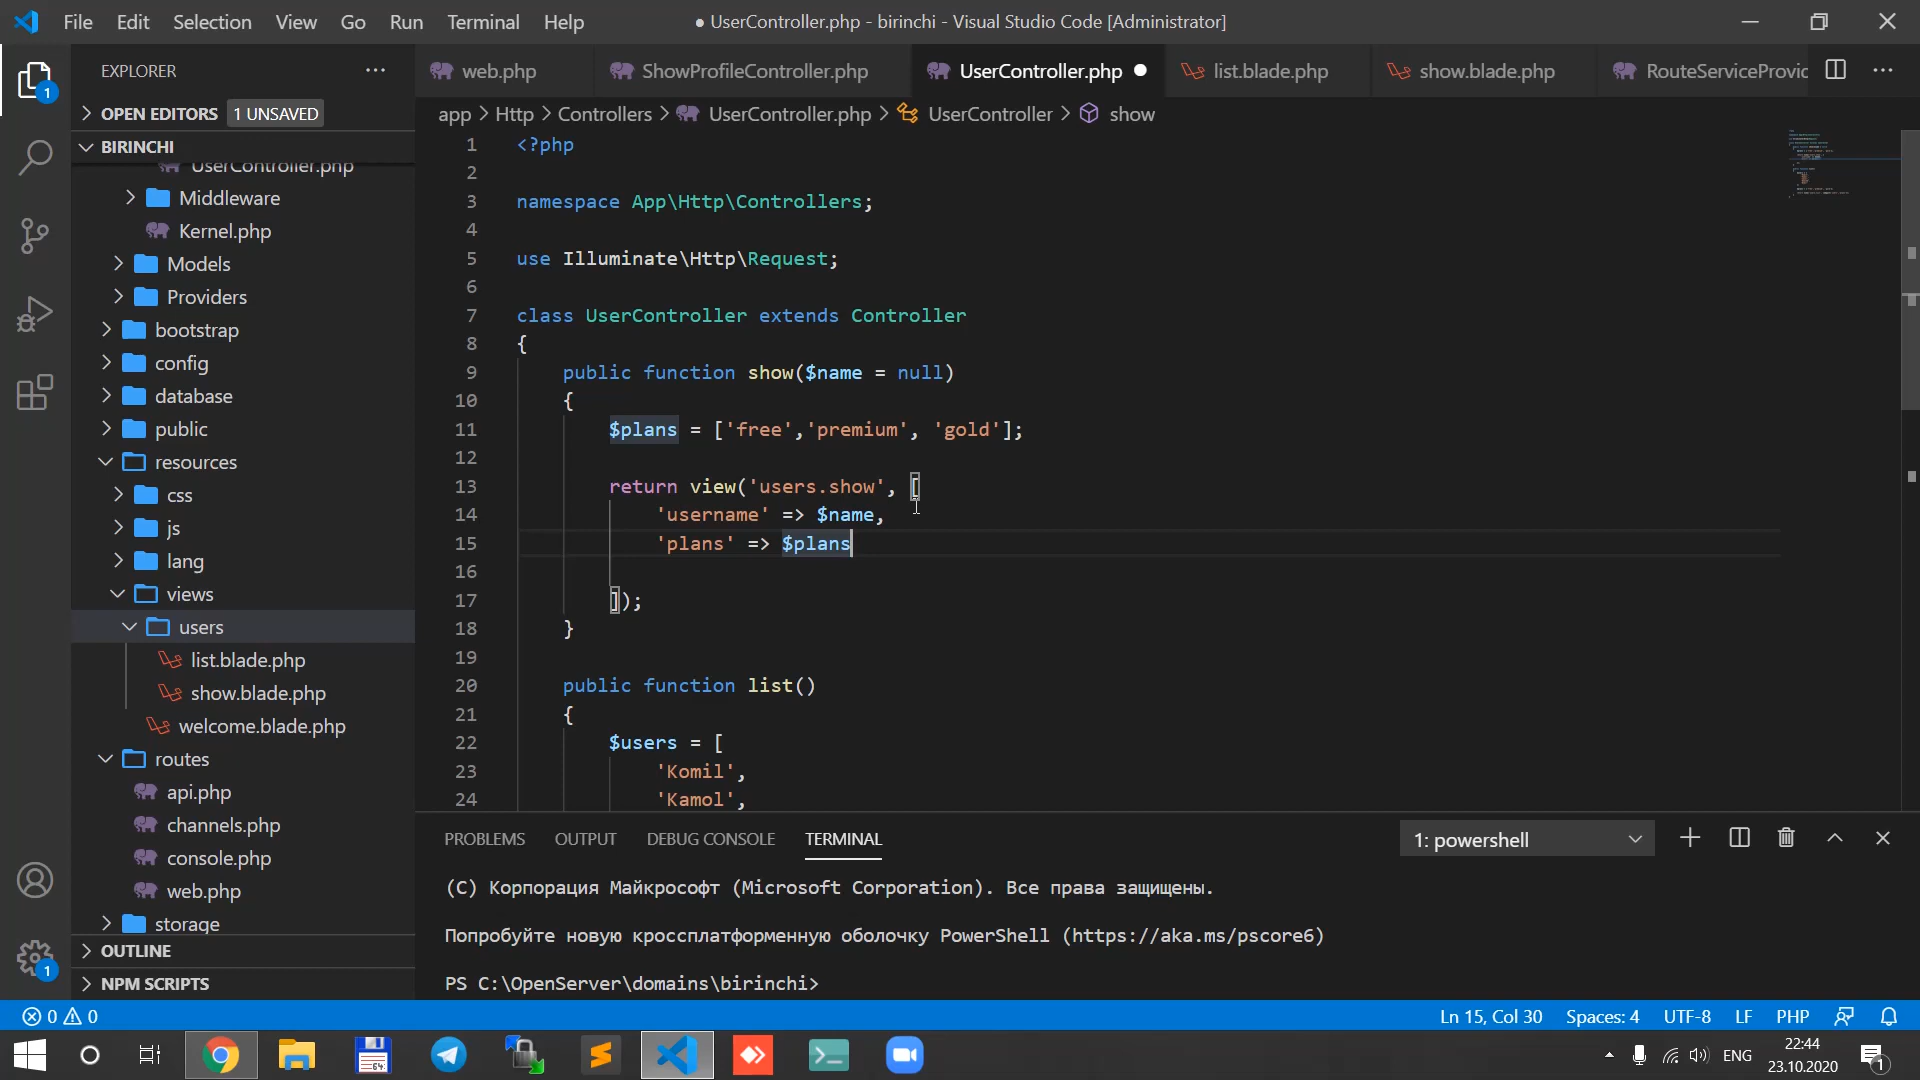 File Edit Selection View Go Run Terminal Help ● UserController.php - birinchi - Visual Studio Code [Administrator]
EXPLORER
web.php ShowProfileController.php UserController.php list.blade.php show.blade.php RouteServiceProvic
OPEN EDITORS 1 UNSAVED
app > Http > Controllers > UserController.php > UserController > show
BIRINCHI
UserController.php
Middleware
Kernel.php
Models
Providers
bootstrap
config
database
public
resources
css
js
lang
views
users
list.blade.php
show.blade.php
welcome.blade.php
routes
api.php
channels.php
console.php
web.php
storage
OUTLINE
NPM SCRIPTS
1 <?php
2
3 namespace App\Http\Controllers;
4
5 use Illuminate\Http\Request;
6
7 class UserController extends Controller
8 {
9 public function show($name = null)
10 {
11 $plans = ['free','premium', 'gold'];
12
13 return view('users.show', [
14 'username' => $name,
15 'plans' => $plans
16
17 ]);
18 }
19
20 public function list()
21 {
22 $users = [
23 'Komil',
24 'Kamol',
PROBLEMS OUTPUT DEBUG CONSOLE TERMINAL 1: powershell
(C) Корпорация Майкрософт (Microsoft Corporation). Все права защищены.
Попробуйте новую кроссплатформенную оболочку PowerShell (https://aka.ms/pscore6)
PS C:\OpenServer\domains\birinchi>
0 0 Ln 15, Col 30 Spaces: 4 UTF-8 LF PHP
1
1
64:
ENG
22:44
23.10.2020
1